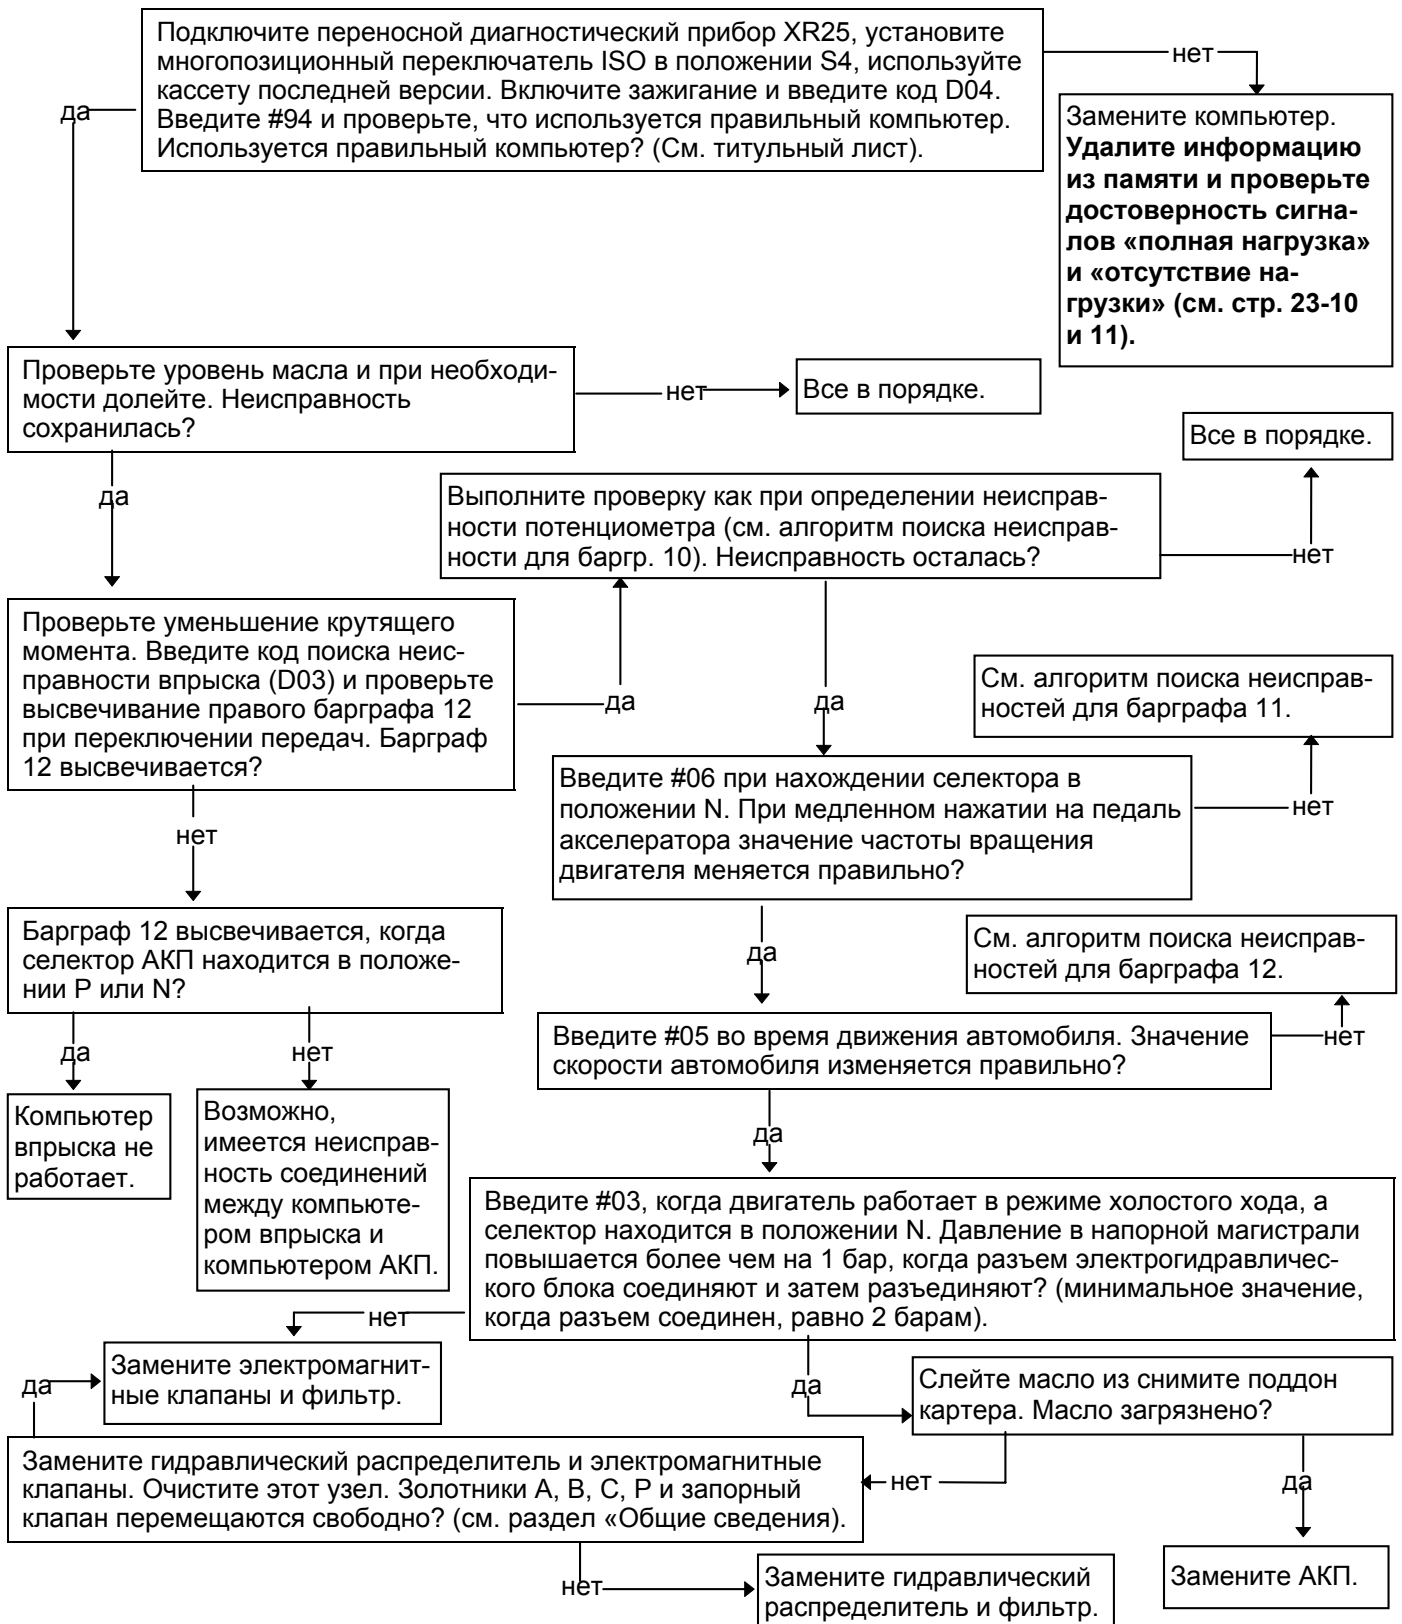 Подключите переносной диагностический прибор XR25, установите
многопозиционный переключатель ISO в положении S4, используйте
кассету последней версии. Включите зажигание и введите код D04.
Введите #94 и проверьте, что используется правильный компьютер.
Используется правильный компьютер? (См. титульный лист).
нет
да
Замените компьютер.
Удалите информацию
из памяти и проверьте
достоверность сигна-
лов «полная нагрузка»
и «отсутствие на-
грузки» (см. стр. 23-10
и 11).
Проверьте уровень масла и при необходи-
мости долейте. Неисправность
сохранилась?
нет
Все в порядке.
Все в порядке.
да
Выполните проверку как при определении неисправ-
ности потенциометра (см. алгоритм поиска неисправ-
ности для баргр. 10). Неисправность осталась?
нет
Проверьте уменьшение крутящего
момента. Введите код поиска неис-
правности впрыска (D03) и проверьте
высвечивание правого барграфа 12
при переключении передач. Барграф
12 высвечивается?
да
да
См. алгоритм поиска неисправ-
ностей для барграфа 11.
Введите #06 при нахождении селектора в
положении N. При медленном нажатии на педаль
акселератора значение частоты вращения
двигателя меняется правильно?
нет
нет
Барграф 12 высвечивается, когда
селектор АКП находится в положе-
нии P или N?
да
См. алгоритм поиска неисправ-
ностей для барграфа 12.
Введите #05 во время движения автомобиля. Значение
скорости автомобиля изменяется правильно?
нет
да
нет
Компьютер
впрыска не
работает.
Возможно,
имеется неисправ-
ность соединений
между компьюте-
ром впрыска и
компьютером АКП.
да
Введите #03, когда двигатель работает в режиме холостого хода, а
селектор находится в положении N. Давление в напорной магистрали
повышается более чем на 1 бар, когда разъем электрогидравличес-
кого блока соединяют и затем разъединяют? (минимальное значение,
когда разъем соединен, равно 2 барам).
нет
Замените электромагнит-
ные клапаны и фильтр.
да
да
Слейте масло из снимите поддон
картера. Масло загрязнено?
Замените гидравлический распределитель и электромагнитные
клапаны. Очистите этот узел. Золотники A, B, C, P и запорный
клапан перемещаются свободно? (см. раздел «Общие сведения).
нет
да
нет
Замените гидравлический
распределитель и фильтр.
Замените АКП.